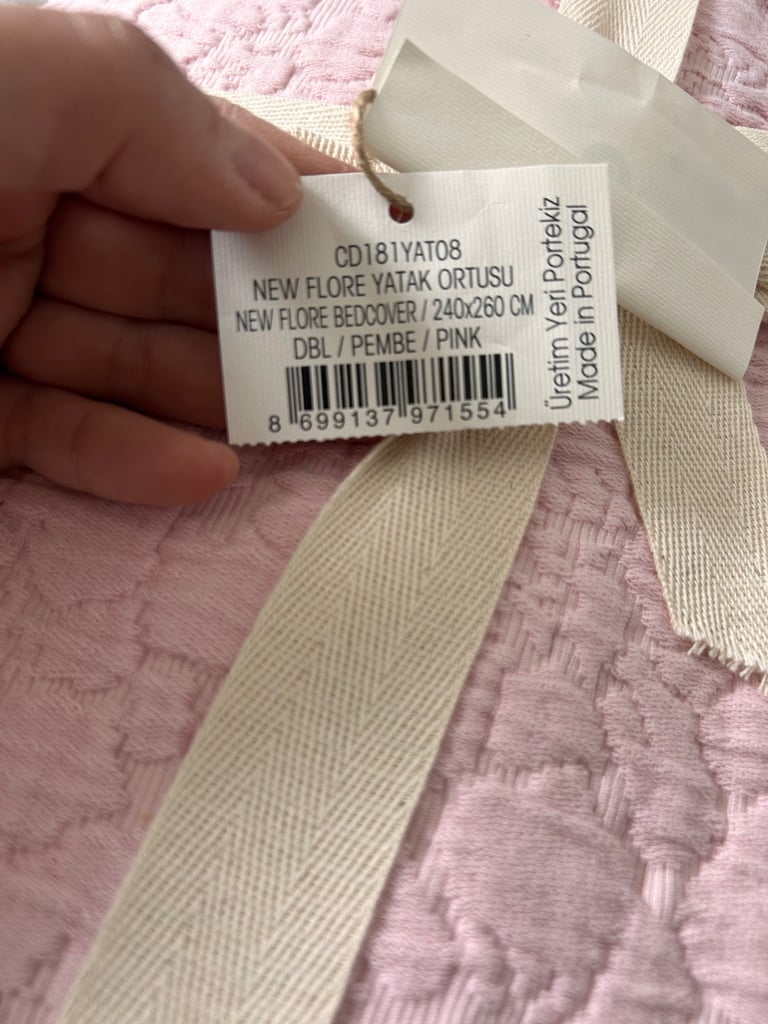 CD181YAT08
NEW FLORE YATAK ORTUSU
NEW FLORE BEDCOVER / 240x260 CM
DBL / PEMBE / PINK
8 699137 971554
Üretim Yeri Portekiz
Made in Portugal